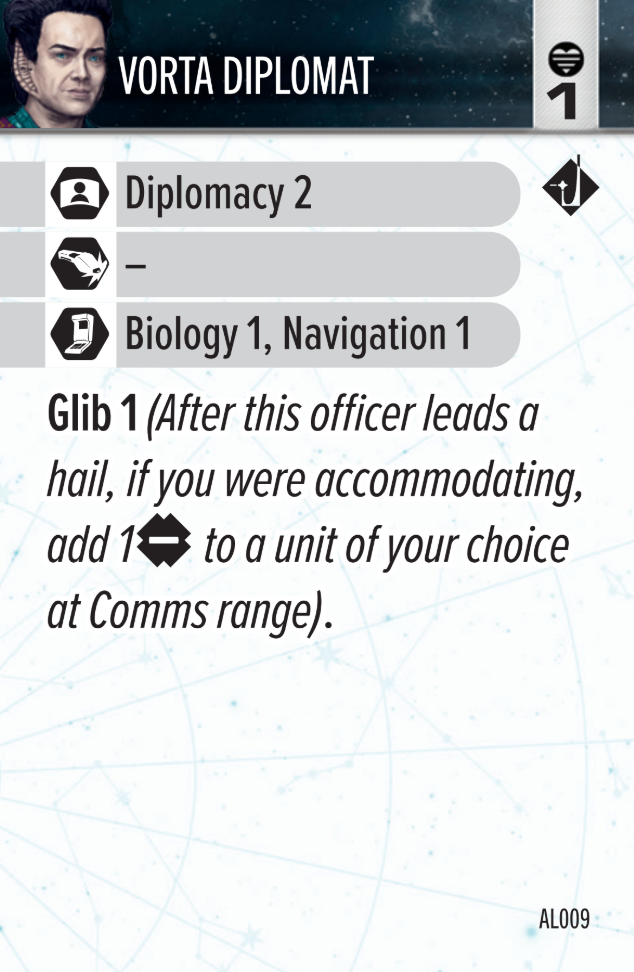 VORTA DIPLOMAT
1
Diplomacy 2
–
Biology 1, Navigation 1
Glib 1 (After this officer leads a
hail, if you were accommodating,
add 1 to a unit of your choice
at Comms range).
AL009